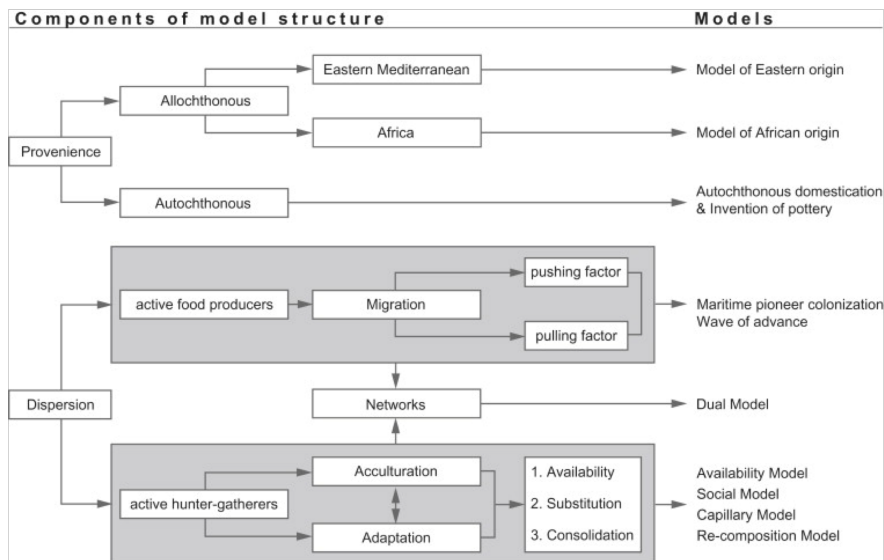 Components of model structure
Models
Eastern Mediterranean
Model of Eastern origin
Allochthonous
Africa
Model of African origin
Provenience
Autochthonous
Autochthonous domestication
& Invention of pottery
pushing factor
active food producers
Migration
Maritime pioneer colonization
Wave of advance
pulling factor
Dispersion
Networks
Dual Model
Acculturation
1. Availability
Availability Model
active hunter-gatherers
2. Substitution
Social Model
Capillary Model
Adaptation
3. Consolidation
Re-composition Model